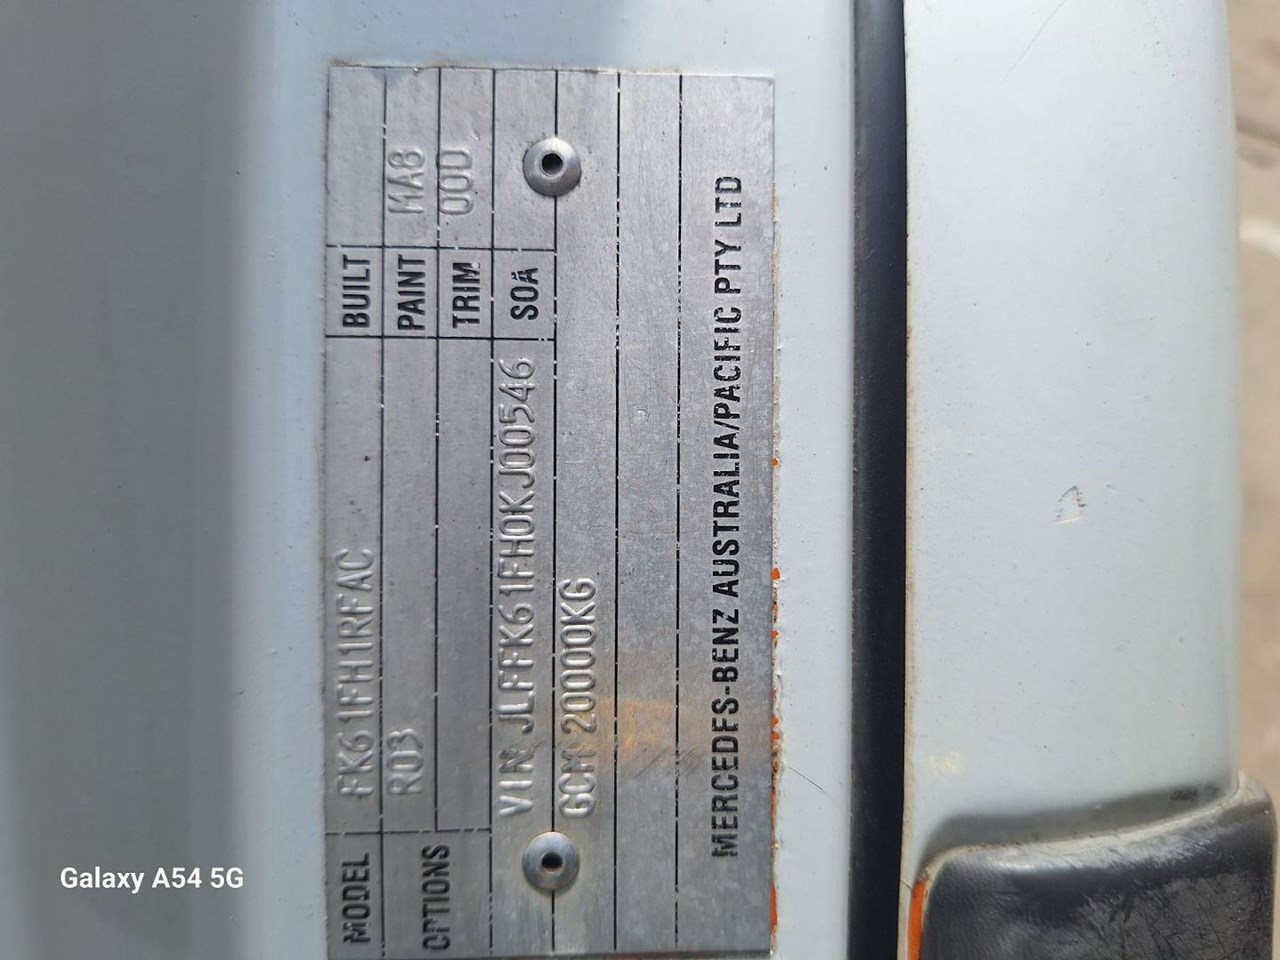 MODEL FK61FH1RFAC BUILT
OPTIONS R03 PAINT MA8
TRIM 00D
VIN JLFFK61FH0KJ00546 SOA
GCM 20000KG
MERCEDES-BENZ AUSTRALIA/PACIFIC PTY LTD
Galaxy A54 5G